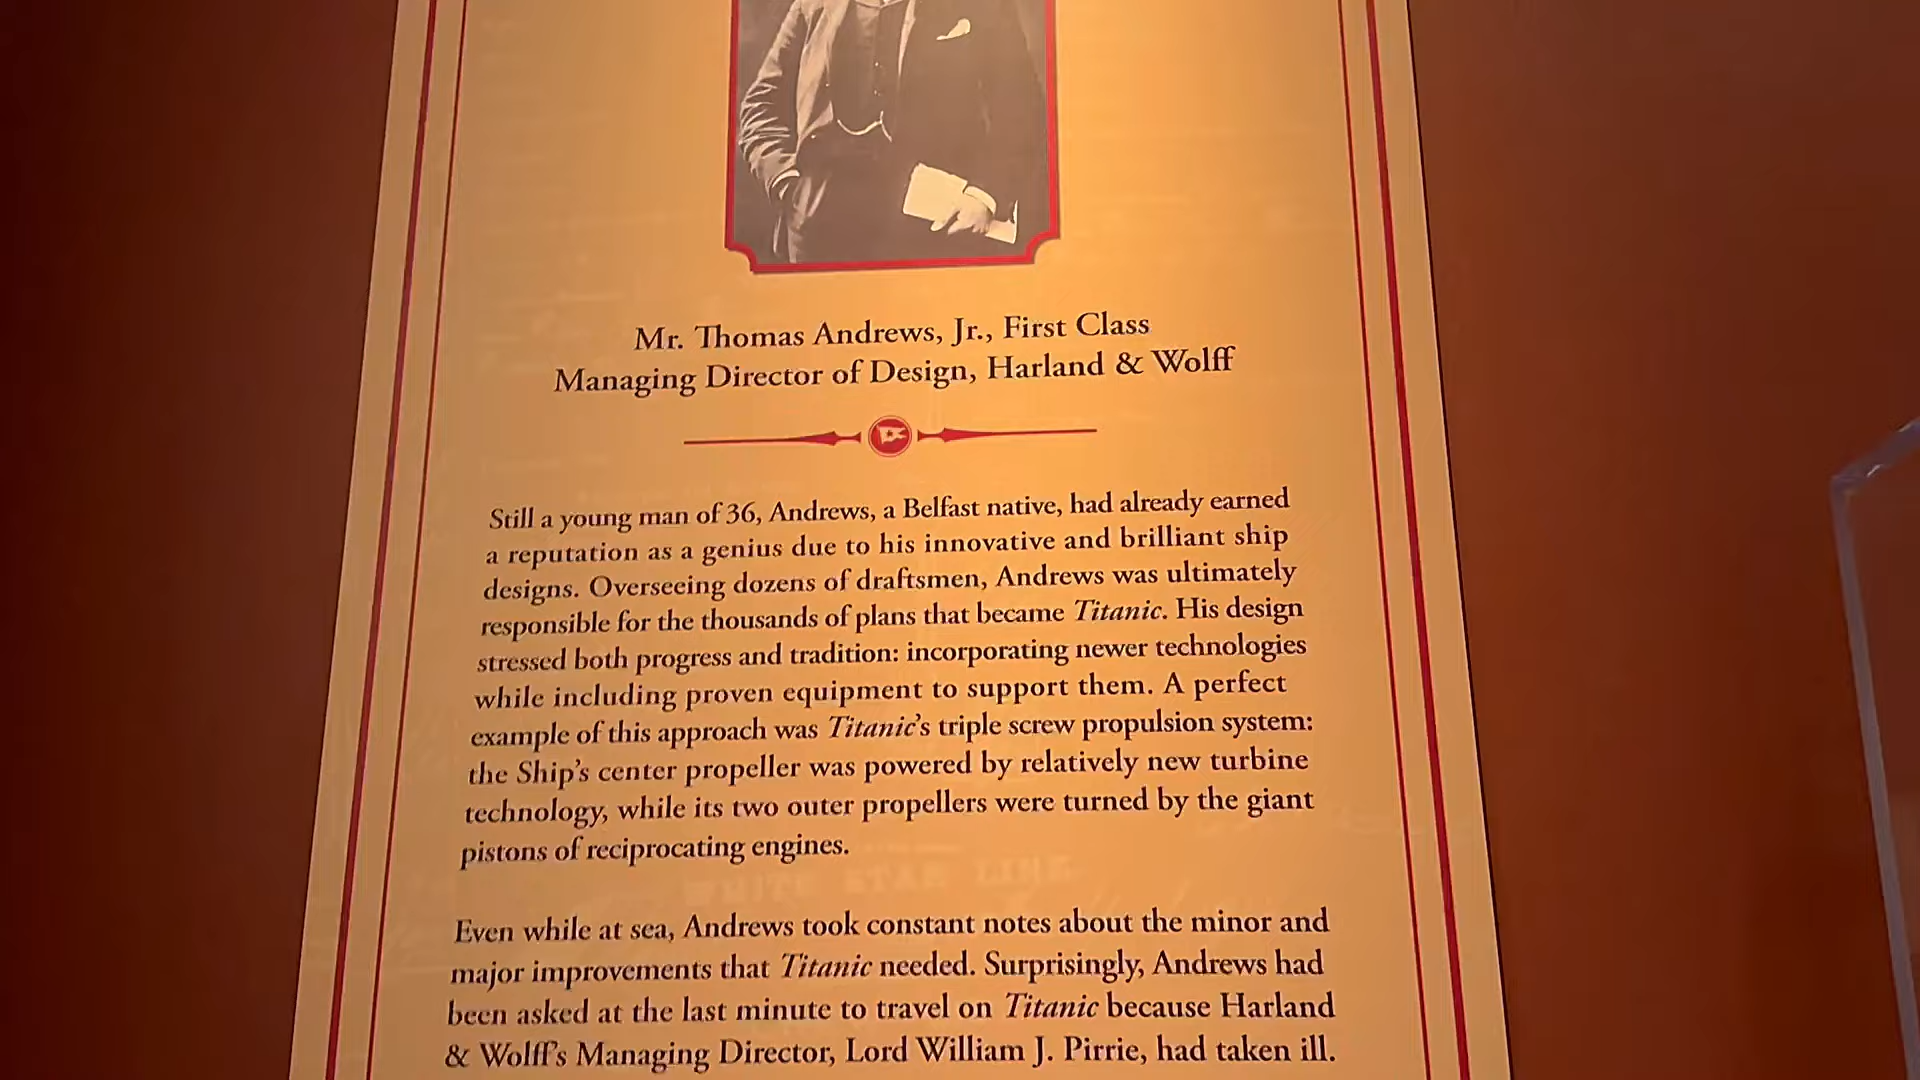 Mr. Thomas Andrews, Jr., First Class
Managing Director of Design, Harland & Wolff
Still a young man of 36, Andrews, a Belfast native, had already earned
a reputation as a genius due to his innovative and brilliant ship
designs. Overseeing dozens of draftsmen, Andrews was ultimately
responsible for the thousands of plans that became Titanic. His design
stressed both progress and tradition: incorporating newer technologies
while including proven equipment to support them. A perfect
example of this approach was Titanic's triple screw propulsion system:
the Ship's center propeller was powered by relatively new turbine
technology, while its two outer propellers were turned by the giant
pistons of reciprocating engines.
WHITE STAR LINE
Even while at sea, Andrews took constant notes about the minor and
major improvements that Titanic needed. Surprisingly, Andrews had
been asked at the last minute to travel on Titanic because Harland
& Wolff's Managing Director, Lord William J. Pirrie, had taken ill.